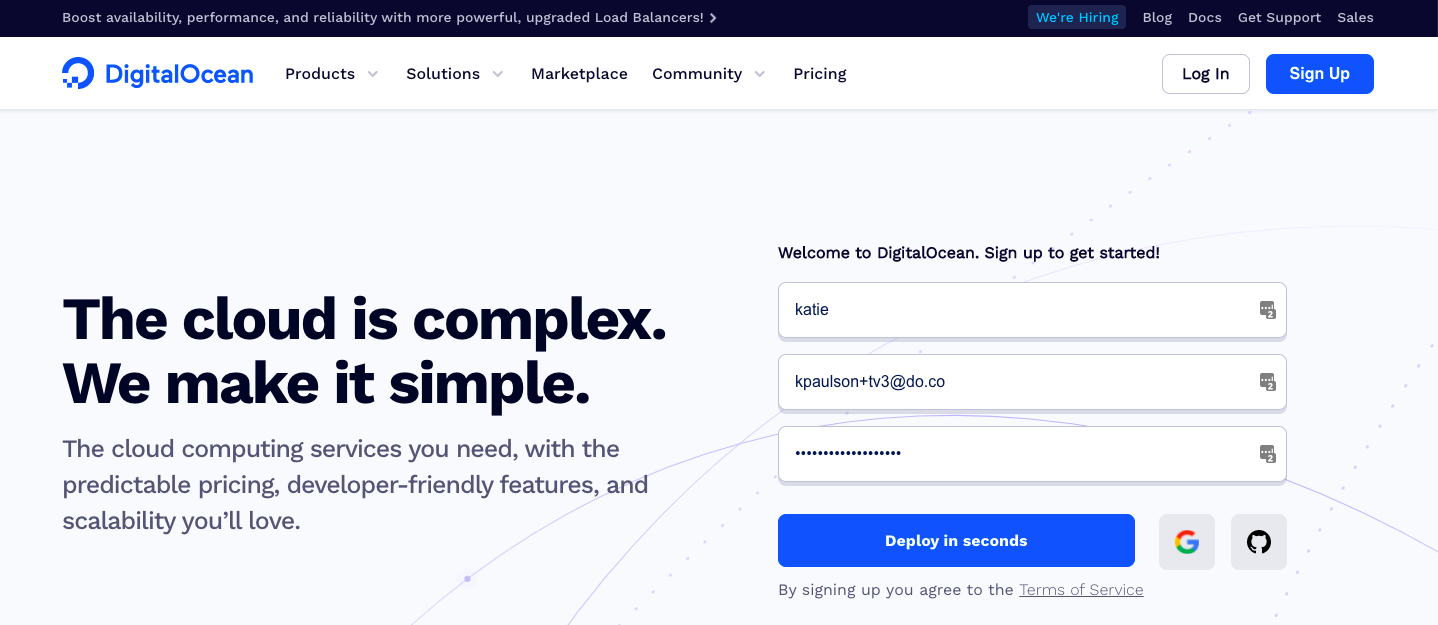 Boost availability, performance, and reliability with more powerful, upgraded Load Balancers!
We're Hiring Blog Docs Get Support Sales
DigitalOcean Products Solutions Marketplace Community Pricing Log In Sign Up
The cloud is complex.
We make it simple.
The cloud computing services you need, with the
predictable pricing, developer-friendly features, and
scalability you’ll love.
Welcome to DigitalOcean. Sign up to get started!
katie
kpaulson+tv3@do.co
•••••••••••••••••••
Deploy in seconds
By signing up you agree to the Terms of Service